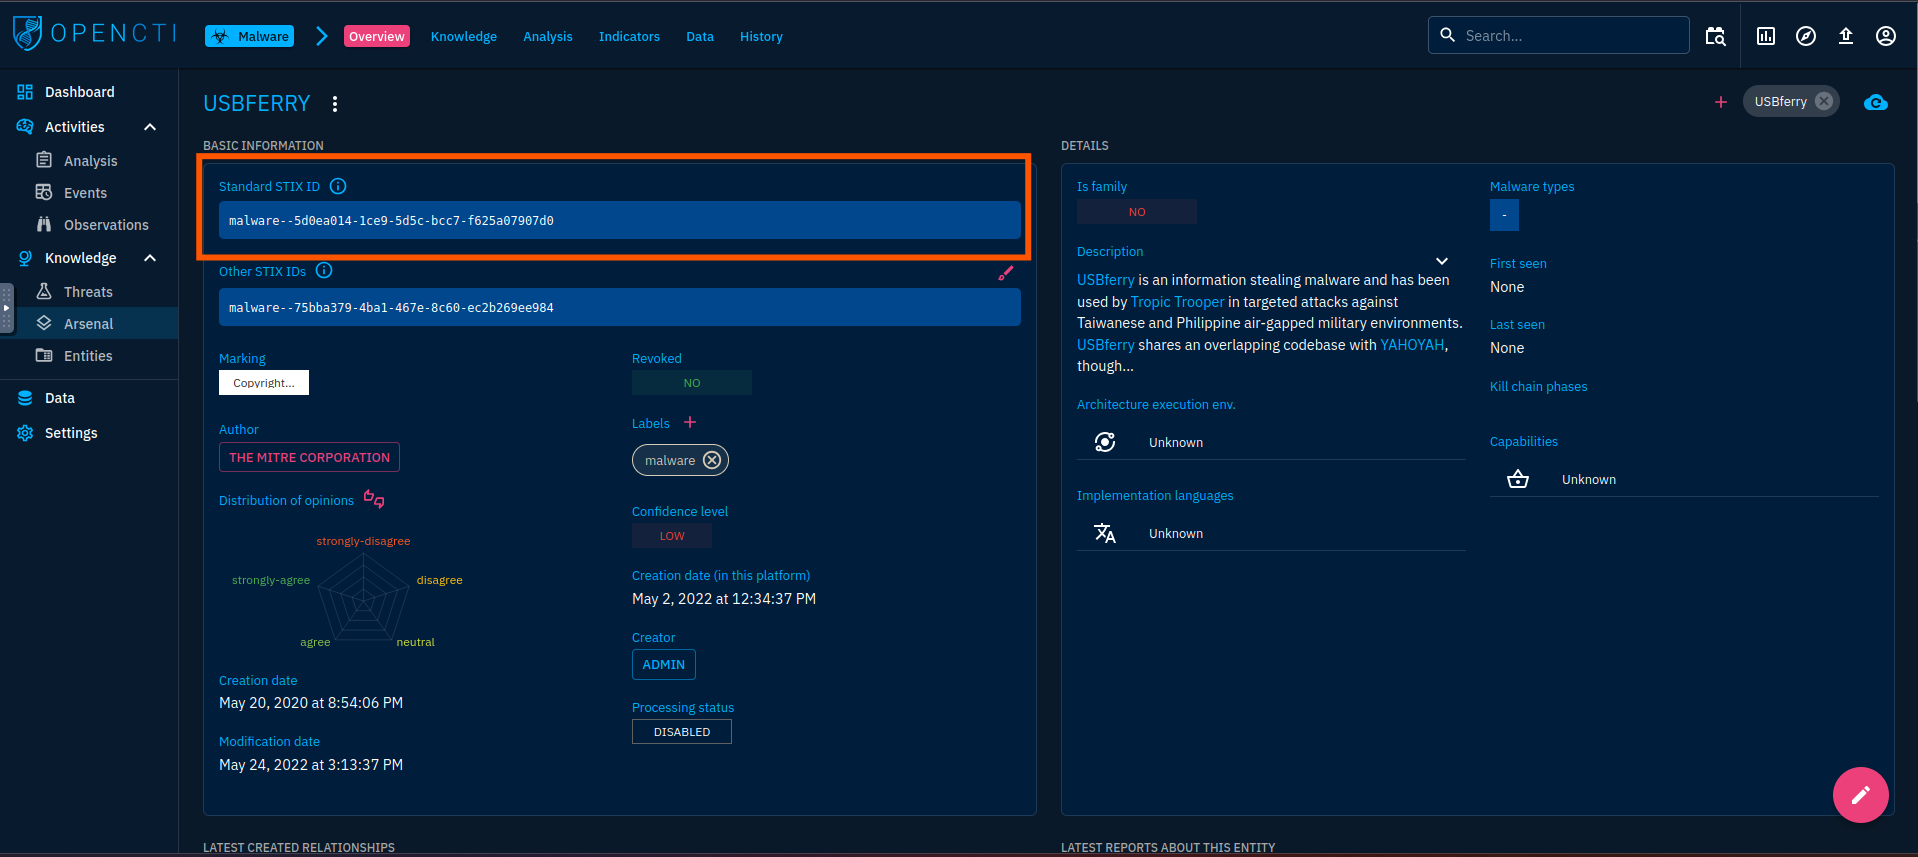 OPENCTI
Malware
Overview
Knowledge
Analysis
Indicators
Data
History
Search...
Dashboard
Activities
Analysis
Events
Observations
Knowledge
Threats
Arsenal
Entities
Data
Settings
USBFERRY
USBferry
BASIC INFORMATION
Standard STIX ID
malware--5d0ea014-1ce9-5d5c-bcc7-f625a07907d0
Other STIX IDs
malware--75bba379-4ba1-467e-8c60-ec2b269ee984
Marking
Copyright...
Author
THE MITRE CORPORATION
Distribution of opinions
strongly-disagree
strongly-agree
disagree
agree
neutral
Creation date
May 20, 2020 at 8:54:06 PM
Modification date
May 24, 2022 at 3:13:37 PM
Revoked
NO
Labels
malware
Confidence level
LOW
Creation date (in this platform)
May 2, 2022 at 12:34:37 PM
Creator
ADMIN
Processing status
DISABLED
DETAILS
Is family
NO
Description
USBferry is an information stealing malware and has been
used by Tropic Trooper in targeted attacks against
Taiwanese and Philippine air-gapped military environments.
USBferry shares an overlapping codebase with YAHOYAH,
though...
Architecture execution env.
Unknown
Implementation languages
Unknown
Malware types
-
First seen
None
Last seen
None
Kill chain phases
Capabilities
Unknown
LATEST CREATED RELATIONSHIPS
LATEST REPORTS ABOUT THIS ENTITY